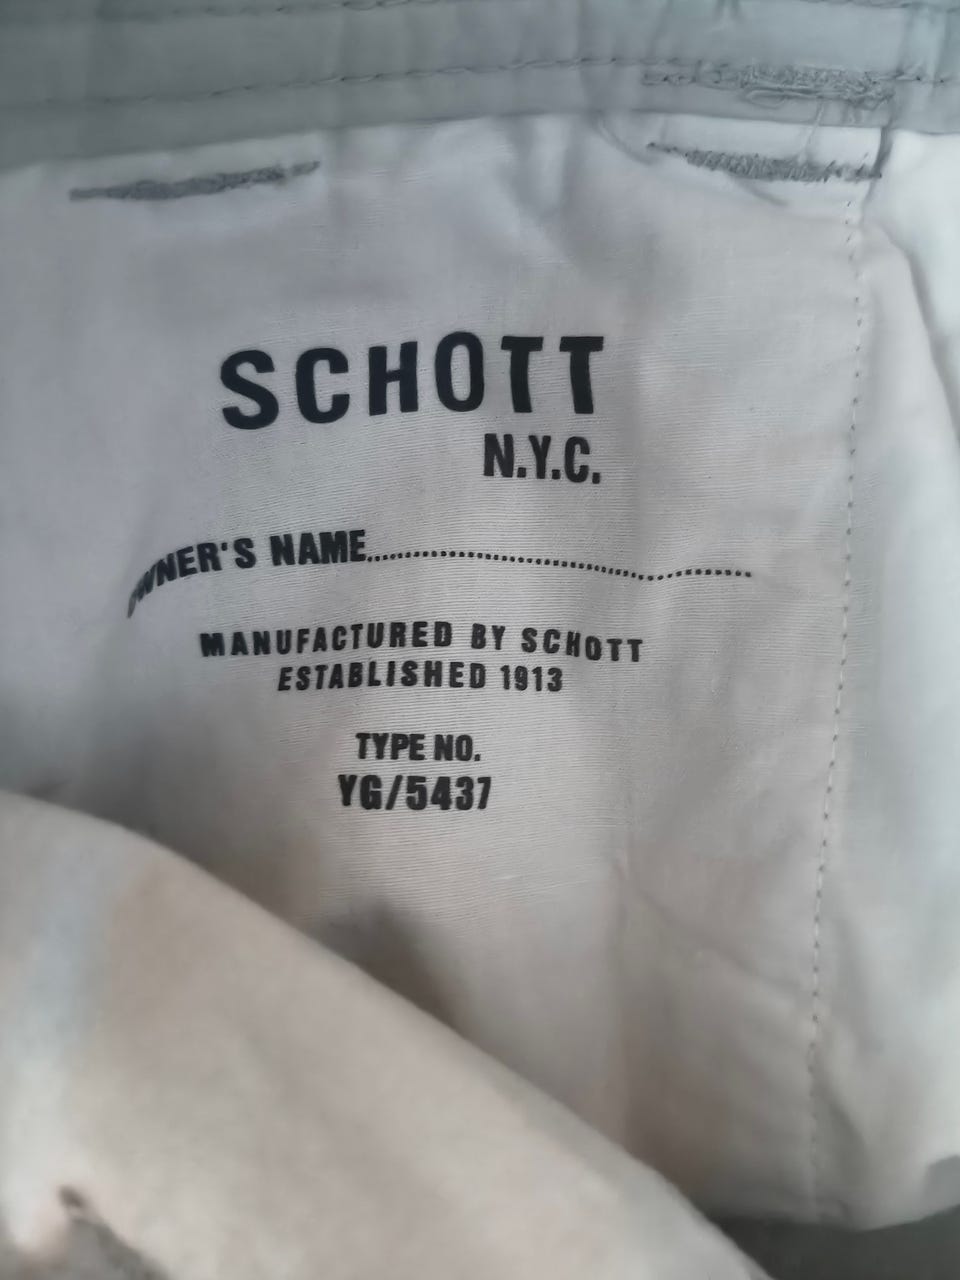 SCHOTT
N.Y.C.
OWNER'S NAME..........................................................
MANUFACTURED BY SCHOTT
ESTABLISHED 1913
TYPE NO.
YG/5437